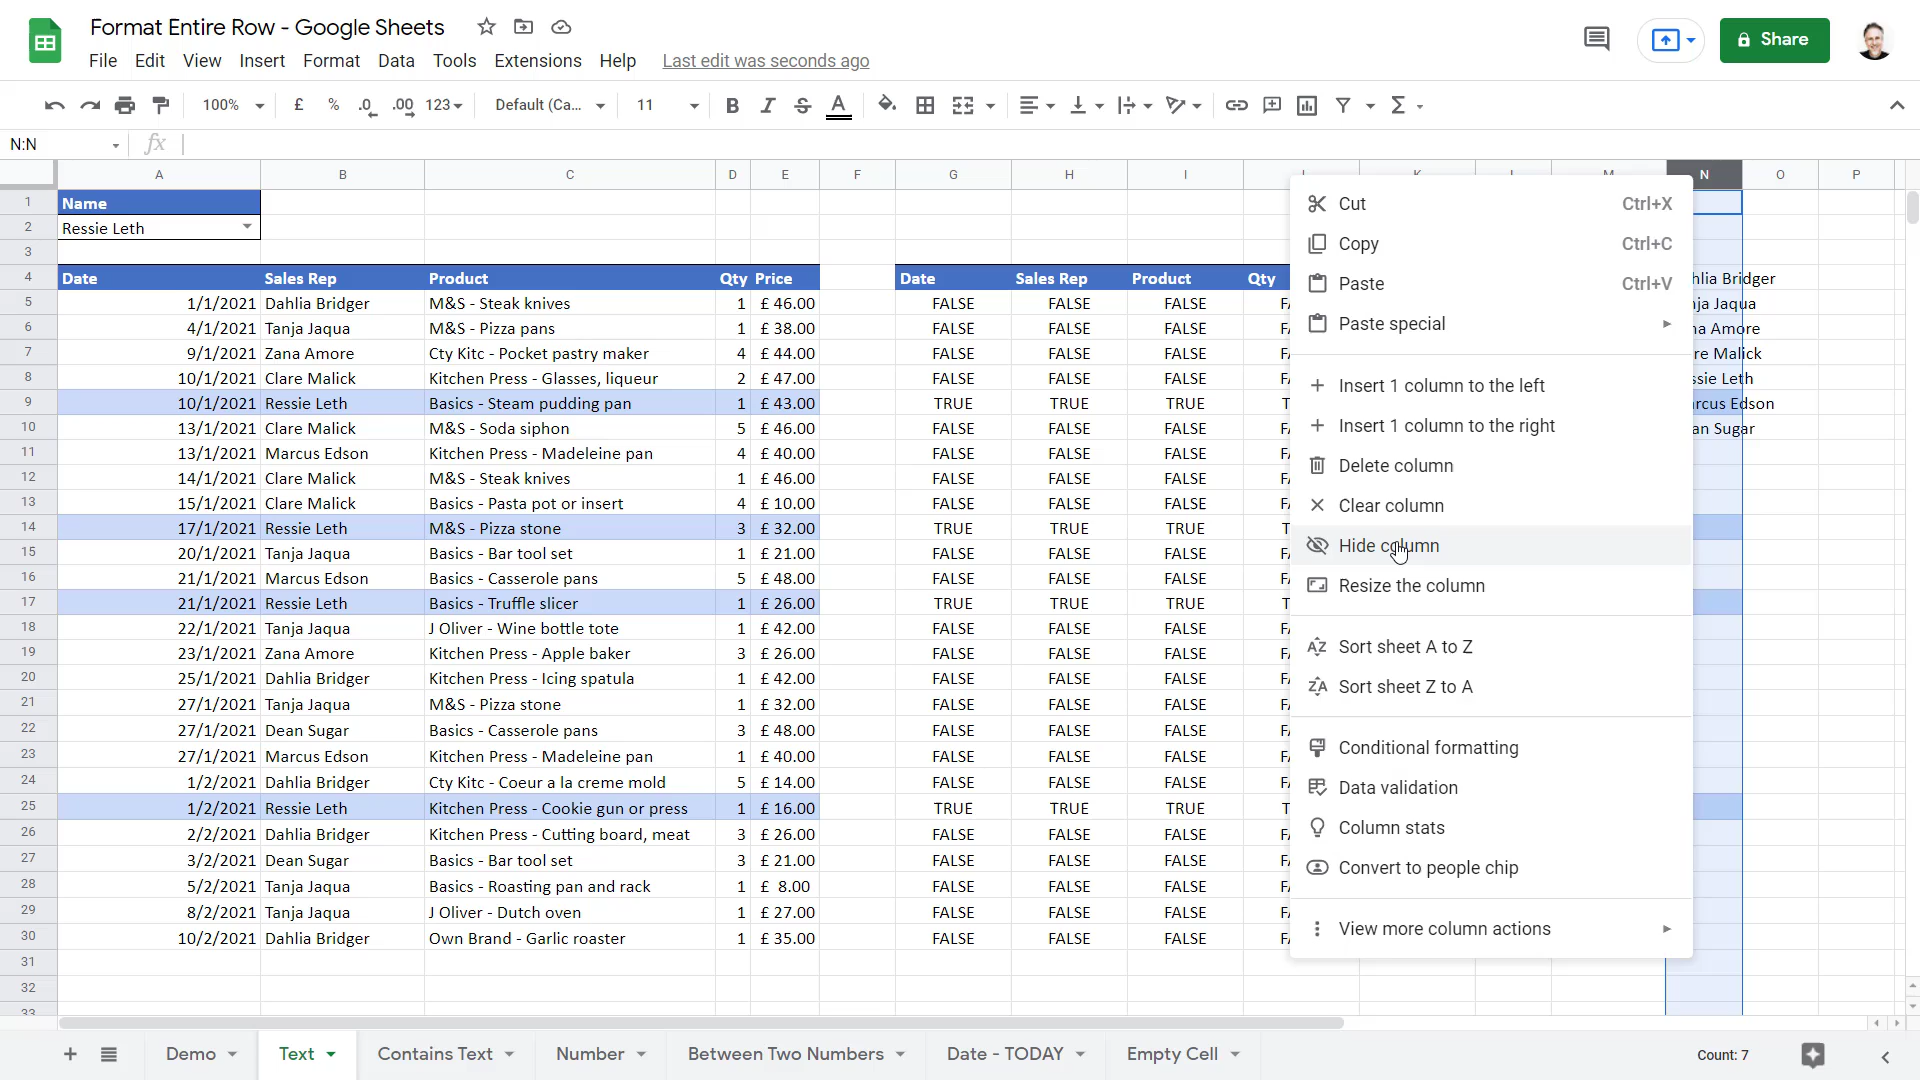 Format Entire Row - Google Sheets
File Edit View Insert Format Data Tools Extensions Help Last edit was seconds ago
Share
100% £ % .0 .00 123 Default (Ca... 11 B I S A
N:N fx
A B C D E F G H I N O P
1 Name
2 Ressie Leth
3
4 Date Sales Rep Product Qty Price Date Sales Rep Product Qty
5 1/1/2021 Dahlia Bridger M&S - Steak knives 1 £ 46.00 FALSE FALSE FALSE
6 4/1/2021 Tanja Jaqua M&S - Pizza pans 1 £ 38.00 FALSE FALSE FALSE
7 9/1/2021 Zana Amore Cty Kitc - Pocket pastry maker 4 £ 44.00 FALSE FALSE FALSE
8 10/1/2021 Clare Malick Kitchen Press - Glasses, liqueur 2 £ 47.00 FALSE FALSE FALSE
9 10/1/2021 Ressie Leth Basics - Steam pudding pan 1 £ 43.00 TRUE TRUE TRUE
10 13/1/2021 Clare Malick M&S - Soda siphon 5 £ 46.00 FALSE FALSE FALSE
11 13/1/2021 Marcus Edson Kitchen Press - Madeleine pan 4 £ 40.00 FALSE FALSE FALSE
12 14/1/2021 Clare Malick M&S - Steak knives 1 £ 46.00 FALSE FALSE FALSE
13 15/1/2021 Clare Malick Basics - Pasta pot or insert 4 £ 10.00 FALSE FALSE FALSE
14 17/1/2021 Ressie Leth M&S - Pizza stone 3 £ 32.00 TRUE TRUE TRUE
15 20/1/2021 Tanja Jaqua Basics - Bar tool set 1 £ 21.00 FALSE FALSE FALSE
16 21/1/2021 Marcus Edson Basics - Casserole pans 5 £ 48.00 FALSE FALSE FALSE
17 21/1/2021 Ressie Leth Basics - Truffle slicer 1 £ 26.00 TRUE TRUE TRUE
18 22/1/2021 Tanja Jaqua J Oliver - Wine bottle tote 1 £ 42.00 FALSE FALSE FALSE
19 23/1/2021 Zana Amore Kitchen Press - Apple baker 3 £ 26.00 FALSE FALSE FALSE
20 25/1/2021 Dahlia Bridger Kitchen Press - Icing spatula 1 £ 42.00 FALSE FALSE FALSE
21 27/1/2021 Tanja Jaqua M&S - Pizza stone 1 £ 32.00 FALSE FALSE FALSE
22 27/1/2021 Dean Sugar Basics - Casserole pans 3 £ 48.00 FALSE FALSE FALSE
23 27/1/2021 Marcus Edson Kitchen Press - Madeleine pan 1 £ 40.00 FALSE FALSE FALSE
24 1/2/2021 Dahlia Bridger Cty Kitc - Coeur a la creme mold 5 £ 14.00 FALSE FALSE FALSE
25 1/2/2021 Ressie Leth Kitchen Press - Cookie gun or press 1 £ 16.00 TRUE TRUE TRUE
26 2/2/2021 Dahlia Bridger Kitchen Press - Cutting board, meat 3 £ 26.00 FALSE FALSE FALSE
27 3/2/2021 Dean Sugar Basics - Bar tool set 3 £ 21.00 FALSE FALSE FALSE
28 5/2/2021 Tanja Jaqua Basics - Roasting pan and rack 1 £ 8.00 FALSE FALSE FALSE
29 8/2/2021 Tanja Jaqua J Oliver - Dutch oven 1 £ 27.00 FALSE FALSE FALSE
30 10/2/2021 Dahlia Bridger Own Brand - Garlic roaster 1 £ 35.00 FALSE FALSE FALSE
31
32
33
Cut Ctrl+X
Copy Ctrl+C
Paste Ctrl+V
Paste special
Insert 1 column to the left
Insert 1 column to the right
Delete column
Clear column
Hide column
Resize the column
Sort sheet A to Z
Sort sheet Z to A
Conditional formatting
Data validation
Column stats
Convert to people chip
View more column actions
hlia Bridger
nja Jaqua
na Amore
re Malick
ssie Leth
rcus Edson
an Sugar
Demo Text Contains Text Number Between Two Numbers Date - TODAY Empty Cell Count: 7